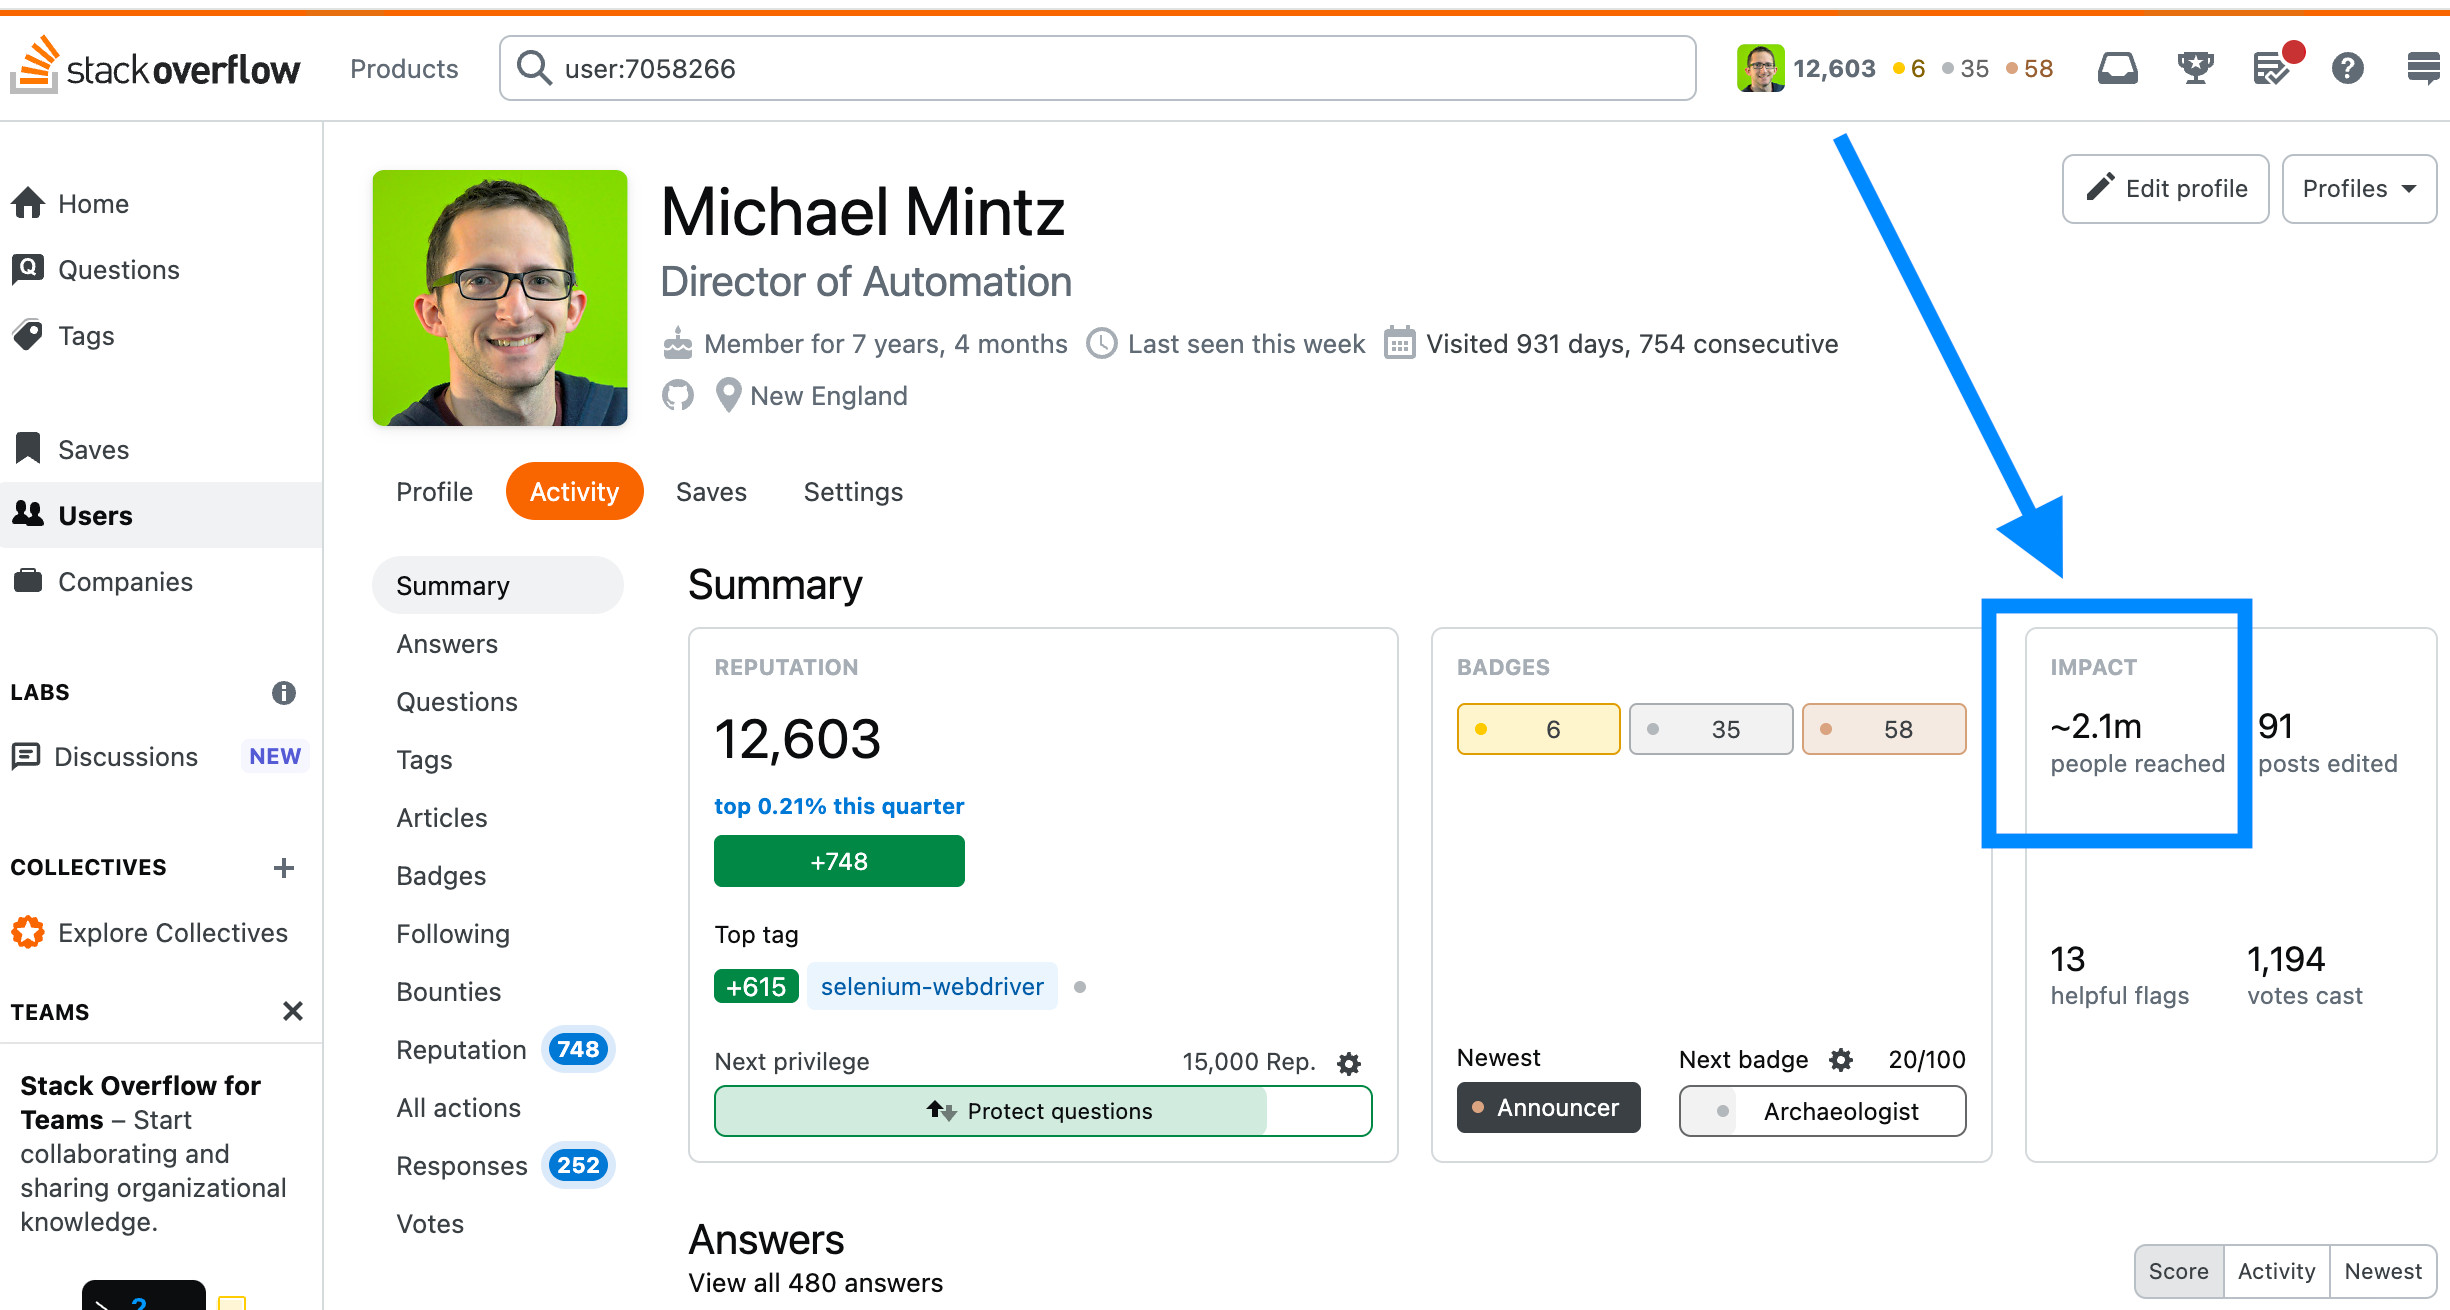 stackoverflow
Products
user:7058266
12,603 6 35 58
Home
Questions
Tags
Saves
Users
Companies
LABS
Discussions NEW
COLLECTIVES
Explore Collectives
TEAMS
Stack Overflow for
Teams – Start
collaborating and
sharing organizational
knowledge.
> 2
Michael Mintz
Director of Automation
Member for 7 years, 4 months Last seen this week Visited 931 days, 754 consecutive
New England
Edit profile
Profiles
Profile Activity Saves Settings
Summary
Answers
Questions
Tags
Articles
Badges
Following
Bounties
Reputation 748
All actions
Responses 252
Votes
Summary
REPUTATION
12,603
top 0.21% this quarter
+748
Top tag
+615 selenium-webdriver
Next privilege 15,000 Rep.
Protect questions
BADGES
6 35 58
Newest
Announcer
Next badge 20/100
Archaeologist
IMPACT
~2.1m
people reached
91
posts edited
13
helpful flags
1,194
votes cast
Answers
View all 480 answers
Score Activity Newest